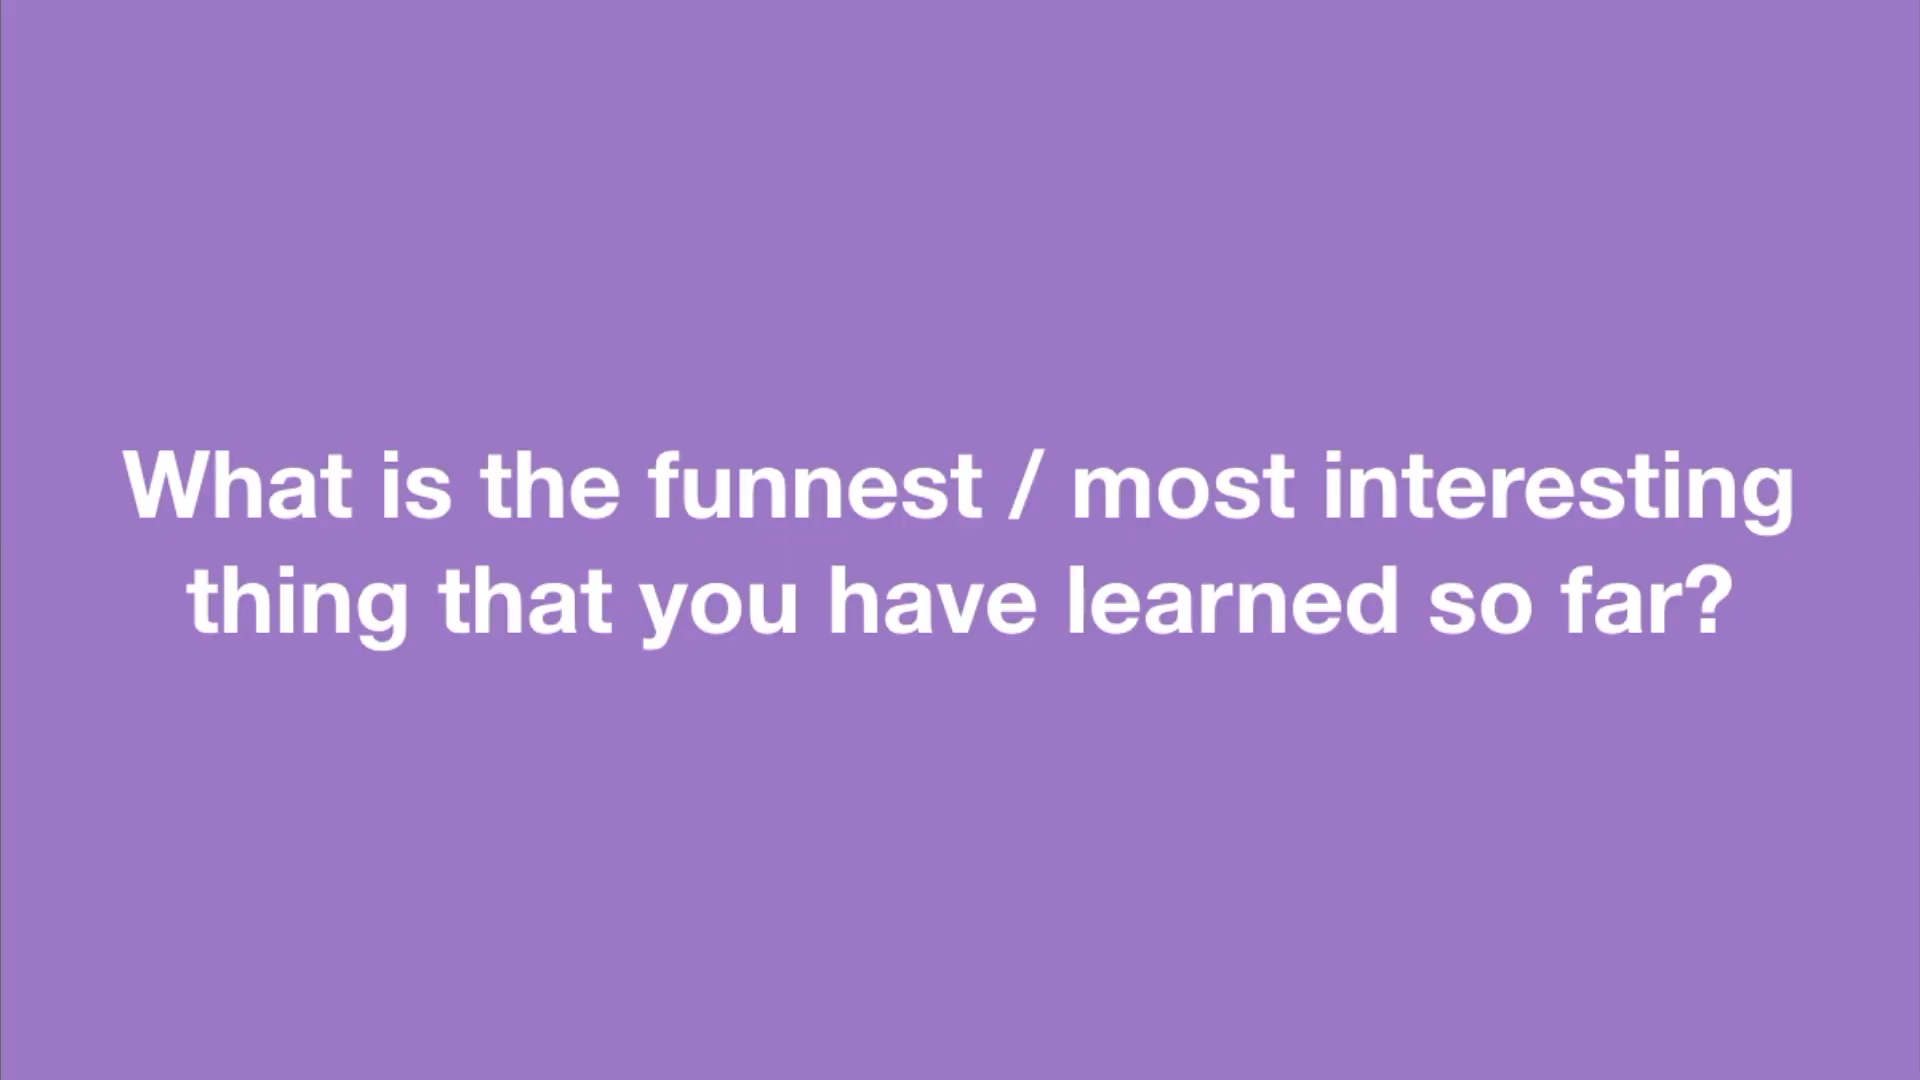 What is the funnest / most interesting
thing that you have learned so far?